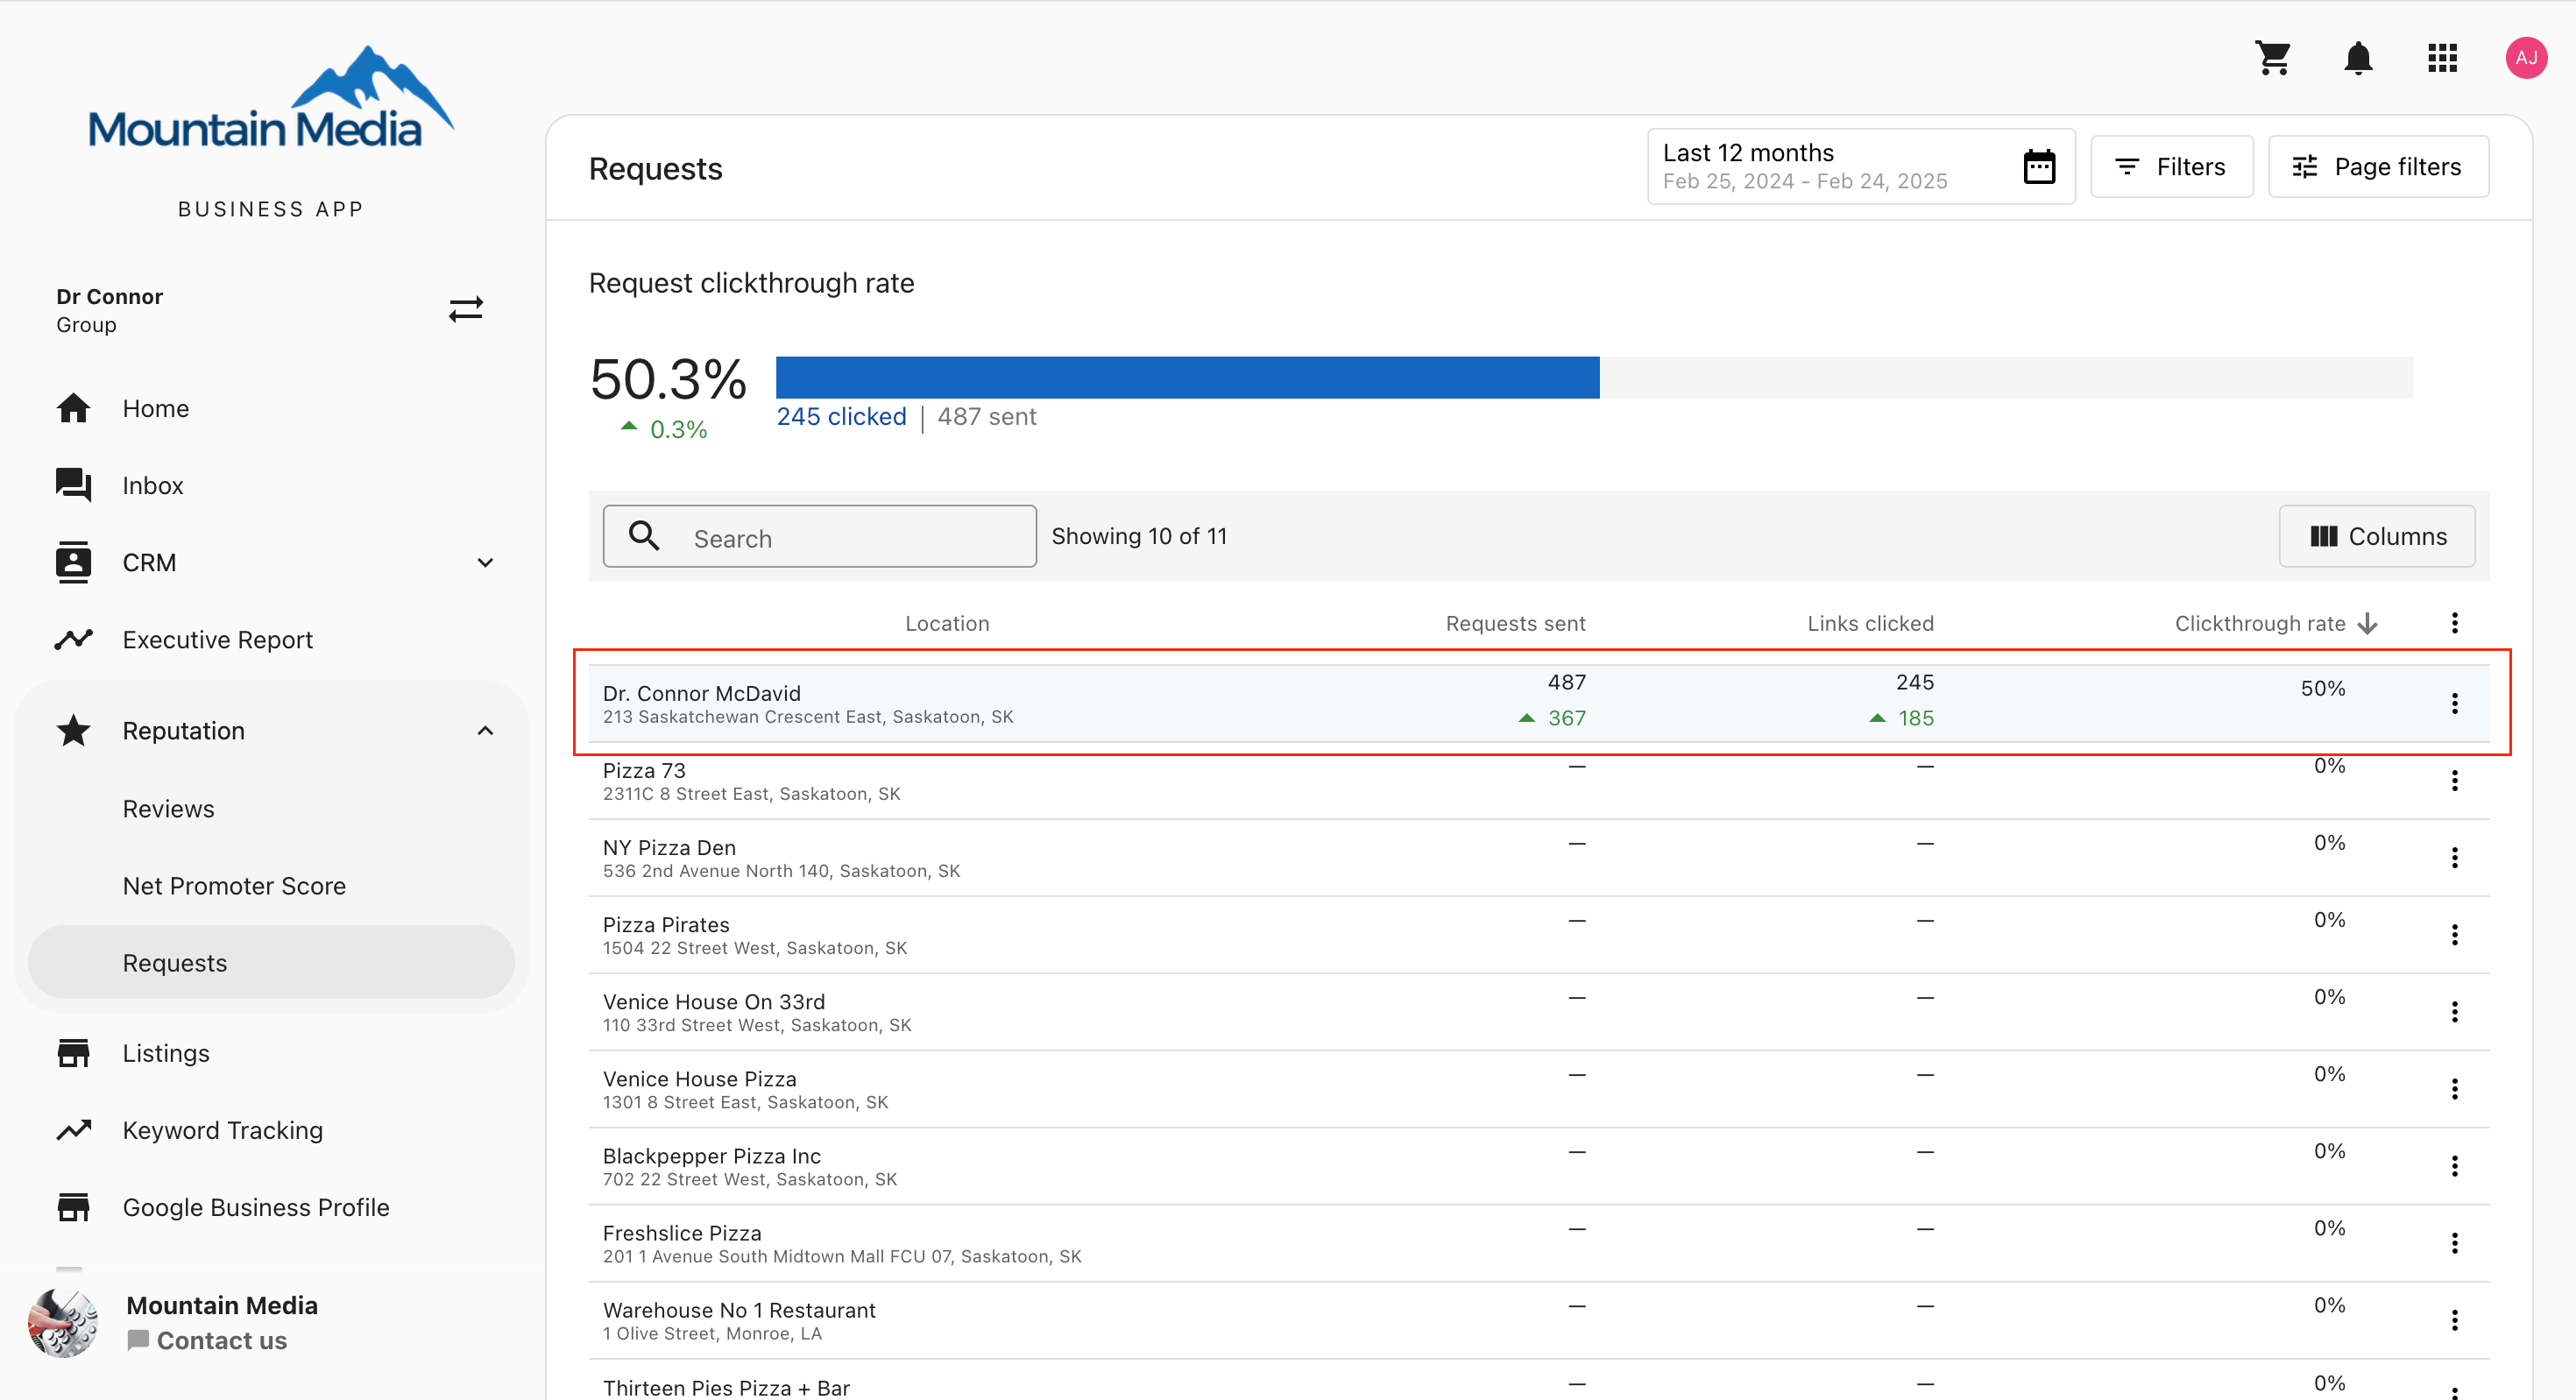 Mountain Media
BUSINESS APP
Dr Connor
Group
Home
Inbox
CRM
Executive Report
Reputation
Reviews
Net Promoter Score
Requests
Listings
Keyword Tracking
Google Business Profile
Mountain Media
Contact us
AJ
Requests
Last 12 months
Feb 25, 2024 - Feb 24, 2025
Filters
Page filters
Request clickthrough rate
50.3%
0.3%
245 clicked | 487 sent
Search
Showing 10 of 11
Columns
Location Requests sent Links clicked Clickthrough rate
Dr. Connor McDavid 487 245 50%
213 Saskatchewan Crescent East, Saskatoon, SK 367 185
Pizza 73 — — 0%
2311C 8 Street East, Saskatoon, SK
NY Pizza Den — — 0%
536 2nd Avenue North 140, Saskatoon, SK
Pizza Pirates — — 0%
1504 22 Street West, Saskatoon, SK
Venice House On 33rd — — 0%
110 33rd Street West, Saskatoon, SK
Venice House Pizza — — 0%
1301 8 Street East, Saskatoon, SK
Blackpepper Pizza Inc — — 0%
702 22 Street West, Saskatoon, SK
Freshslice Pizza — — 0%
201 1 Avenue South Midtown Mall FCU 07, Saskatoon, SK
Warehouse No 1 Restaurant — — 0%
1 Olive Street, Monroe, LA
Thirteen Pies Pizza + Bar — — 0%